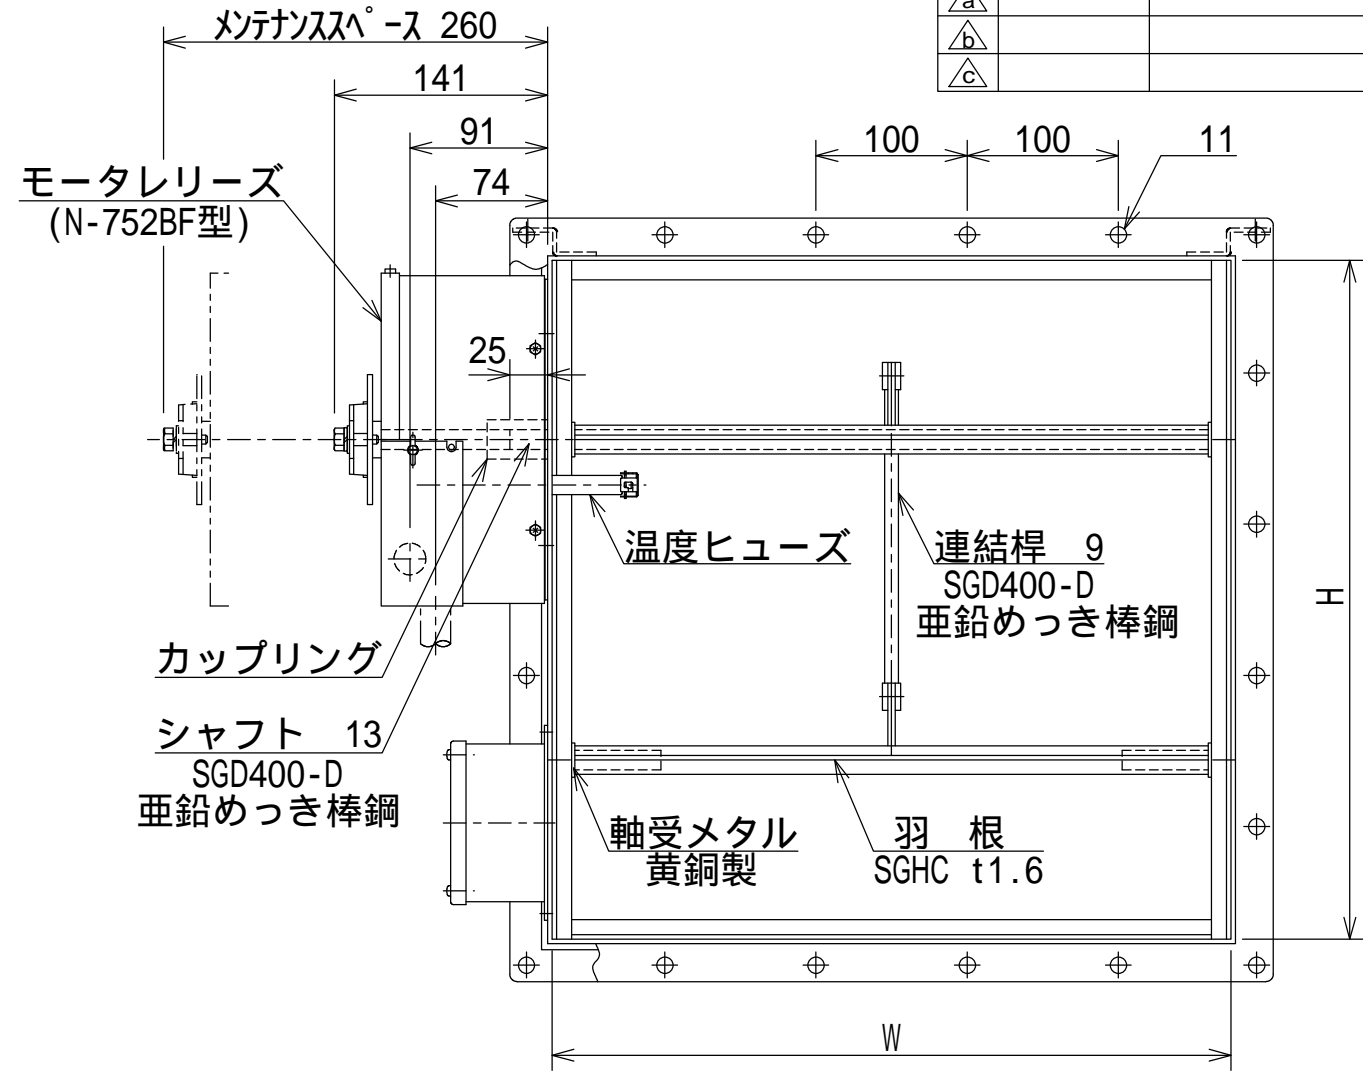 メンテナンススペース 260
a
b
c
141
91
74
100
100
11
モータレリーズ
(N-752BF型)
25
温度ヒューズ
連結桿 9
SGD400-D
亜鉛めっき棒鋼
H
カップリング
シャフト 13
SGD400-D
亜鉛めっき棒鋼
軸受メタル
黄銅製
羽 根
SGHC t1.6
W